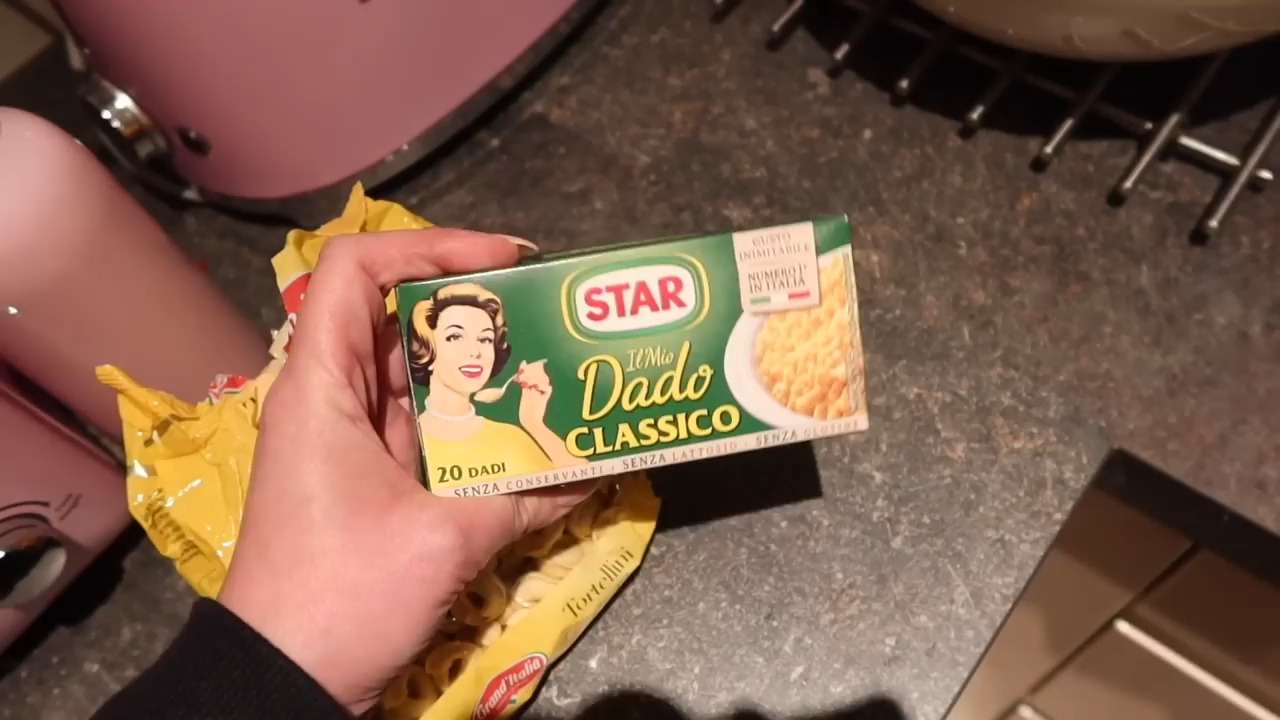 STAR
GUSTO
INIMITABILE
NUMERO 1
IN ITALIA
Il Mio
Dado
CLASSICO
20 DADI
SENZA CONSERVANTI • SENZA LATTOSIO • SENZA GLUTINE
Tortellini
Grand'Italia